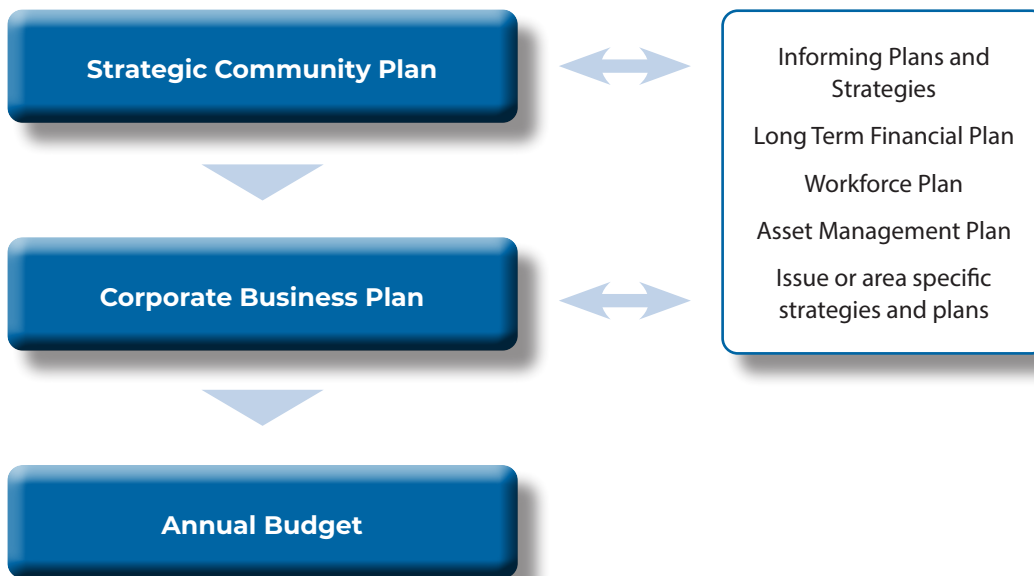 Strategic Community Plan
Informing Plans and
Strategies
Long Term Financial Plan
Workforce Plan
Asset Management Plan
Issue or area specific
strategies and plans
Corporate Business Plan
Annual Budget